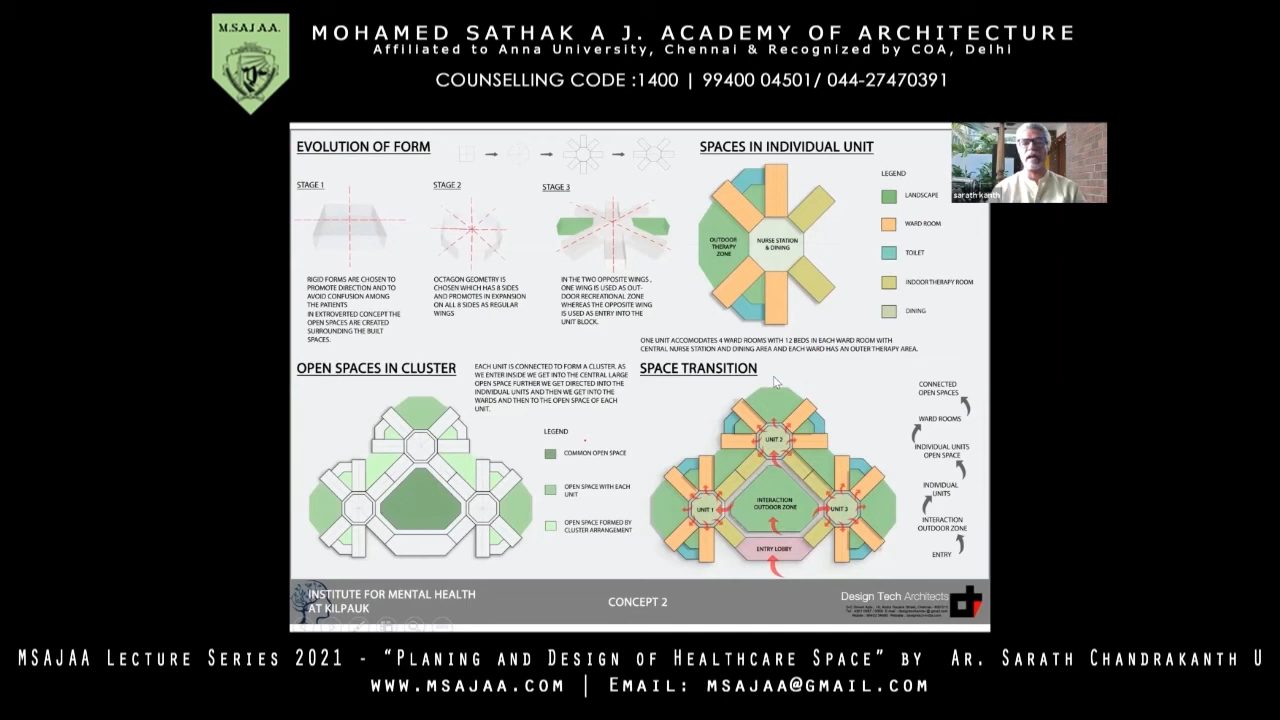 M.S.A.J.A.A.
MOHAMED SATHAK A J. ACADEMY OF ARCHITECTURE
Affiliated to Anna University, Chennai & Recognized by COA, Delhi
COUNSELLING CODE :1400 | 99400 04501/ 044-27470391
EVOLUTION OF FORM
STAGE 1
STAGE 2
STAGE 3
RIGID FORMS ARE CHOSEN TO
PROMOTE DIRECTION AND TO
AVOID CONFUSION AMONG
THE PATIENTS
IN EXTROVERTED CONCEPT THE
OPEN SPACES ARE CREATED
SURROUNDING THE BUILT
SPACES.
OCTAGON GEOMETRY IS
CHOSEN WHICH HAS 8 SIDES
AND PROMOTES IN EXPANSION
ON ALL 8 SIDES AS REGULAR
WINGS
IN THE TWO OPPOSITE WINGS ,
ONE WING IS USED AS OUT-
DOOR RECREATIONAL ZONE
WHEREAS THE OPPOSITE WING
IS USED AS ENTRY INTO THE
UNIT BLOCK.
SPACES IN INDIVIDUAL UNIT
OUTDOOR
THERAPY
ZONE
NURSE STATION
& DINING
LEGEND
LANDSCAPE
WARD ROOM
TOILET
INDOOR THERAPY ROOM
DINING
sarath kanth
ONE UNIT ACCOMODATES 4 WARD ROOMS WITH 12 BEDS IN EACH WARD ROOM WITH
CENTRAL NURSE STATION AND DINING AREA AND EACH WARD HAS AN OUTER THERAPY AREA.
OPEN SPACES IN CLUSTER
EACH UNIT IS CONNECTED TO FORM A CLUSTER. AS
WE ENTER INSIDE WE GET INTO THE CENTRAL LARGE
OPEN SPACE FURTHER WE GET DIRECTED INTO THE
INDIVIDUAL UNITS AND THEN WE GET INTO THE
WARDS AND THEN TO THE OPEN SPACE OF EACH
UNIT.
LEGEND
COMMON OPEN SPACE
OPEN SPACE WITH EACH
UNIT
OPEN SPACE FORMED BY
CLUSTER ARRANGEMENT
SPACE TRANSITION
UNIT 2
UNIT 1
UNIT 3
INTERACTION
OUTDOOR ZONE
ENTRY LOBBY
CONNECTED
OPEN SPACES
WARD ROOMS
INDIVIDUAL UNITS
OPEN SPACE
INDIVIDUAL
UNITS
INTERACTION
OUTDOOR ZONE
ENTRY
INSTITUTE FOR MENTAL HEALTH
AT KILPAUK
CONCEPT 2
Design Tech Architects
MSAJAA Lecture Series 2021 - “Planing and Design of Healthcare Space” by Ar. Sarath Chandrakanth U
www.msajaa.com | Email: msajaa@gmail.com